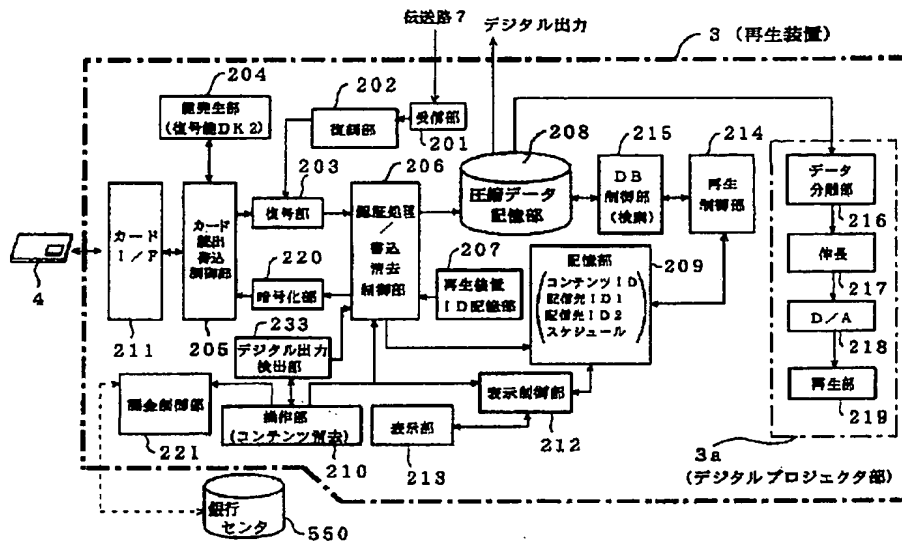 伝送路7
デジタル出力
3 (再生装置)
204
鍵発生部
(復号鍵DK2)
202
復調部
受信部
201
208
圧縮データ
記憶部
215
DB
制御部
(検索)
214
再生
制御部
データ
分離部
216
伸長
217
D/A
218
再生部
219
3a
(デジタルプロジェクタ部)
203
復号部
206
認証処理
/
書込
消去
制御部
カード
I/F
211
4
カード
読出
書込
制御部
205
220
暗号化部
207
再生装置
ID記憶部
209
記憶部
コンテンツID
配信先ID1
配信先ID2
スケジュール
233
デジタル出力
検出部
課金制御部
221
操作部
(コンテンツ消去)
210
表示部
213
表示制御部
212
銀行
センタ
550